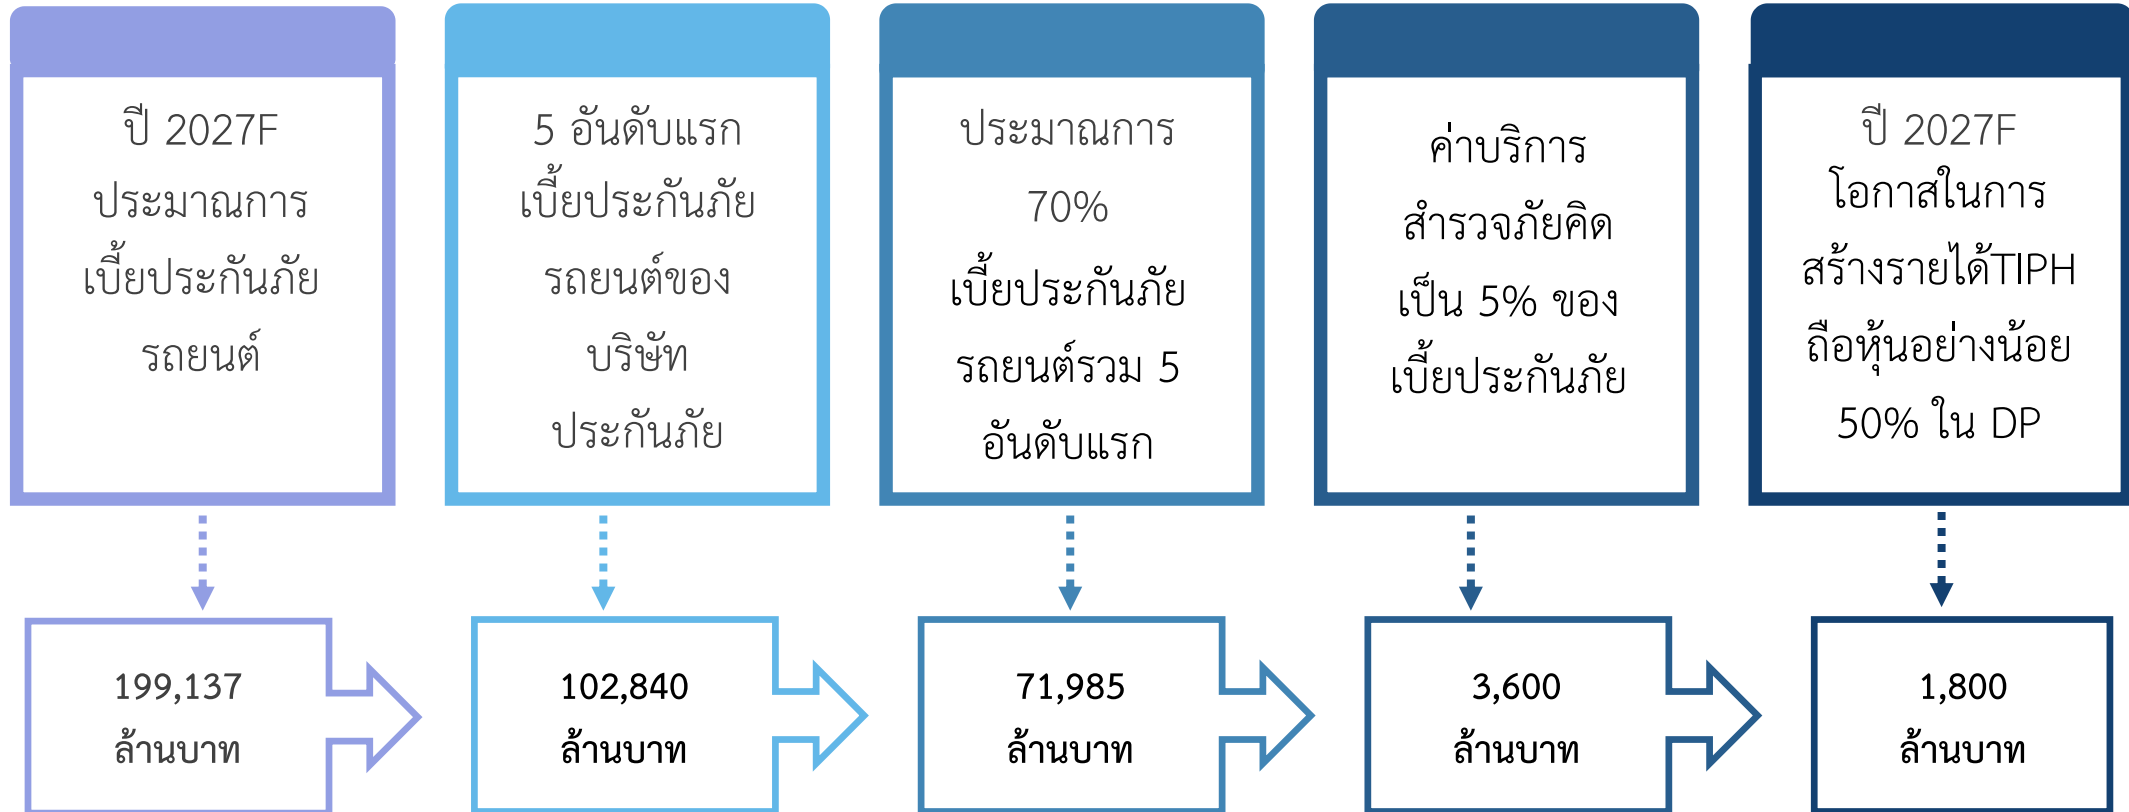 ปี 2027F
ประมาณการ
เบี้ยประกันภัย
รถยนต์
5 อันดับแรก
เบี้ยประกันภัย
รถยนต์ของ
บริษัท
ประกันภัย
ประมาณการ
70%
เบี้ยประกันภัย
รถยนต์รวม 5
อันดับแรก
ค่าบริการ
สำรวจภัยคิด
เป็น 5% ของ
เบี้ยประกันภัย
ปี 2027F
โอกาสในการ
สร้างรายได้TIPH
ถือหุ้นอย่างน้อย
50% ใน DP
199,137
ล้านบาท
102,840
ล้านบาท
71,985
ล้านบาท
3,600
ล้านบาท
1,800
ล้านบาท